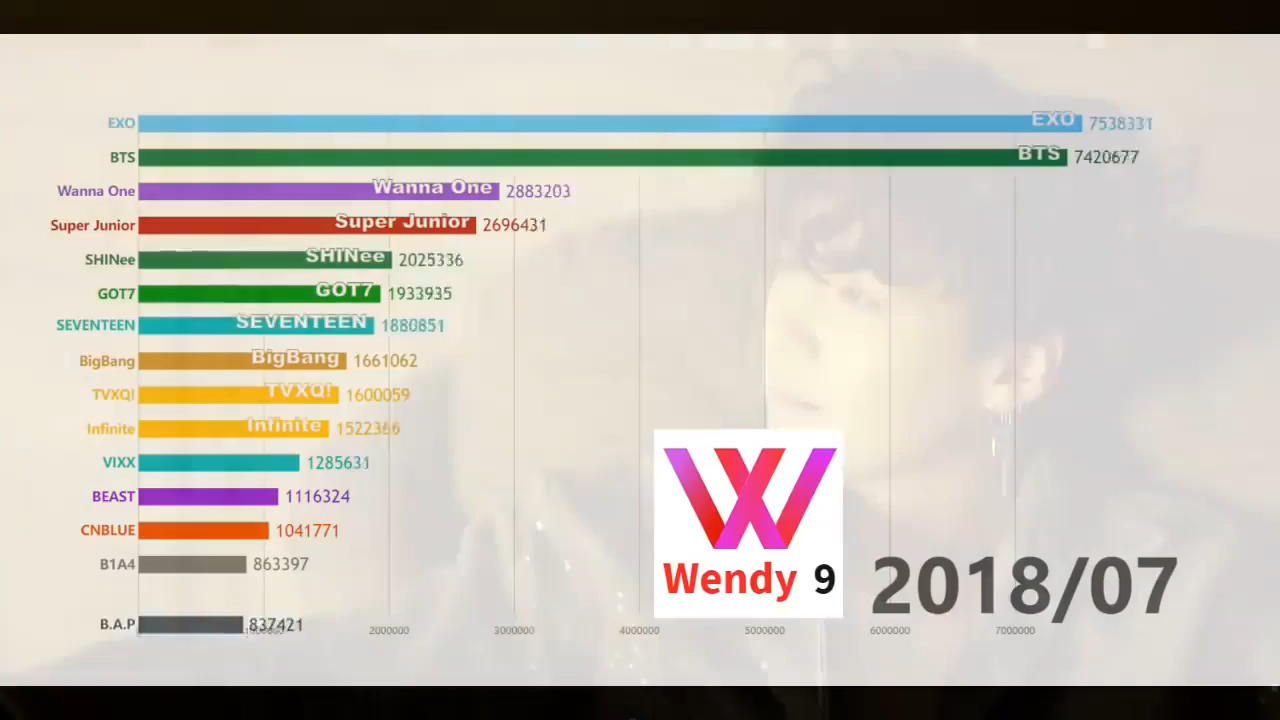 EXO EXO 7538331
BTS BTS 7420677
Wanna One Wanna One 2883203
Super Junior Super Junior 2696431
SHINee SHINee 2025336
GOT7 GOT7 1933935
SEVENTEEN SEVENTEEN 1880851
BigBang BigBang 1661062
TVXQ! TVXQ! 1600059
Infinite Infinite 1522366
VIXX 1285631
BEAST 1116324
CNBLUE 1041771
B1A4 863397
B.A.P 837421
2000000 3000000 4000000 5000000 6000000 7000000
Wendy 9
2018/07